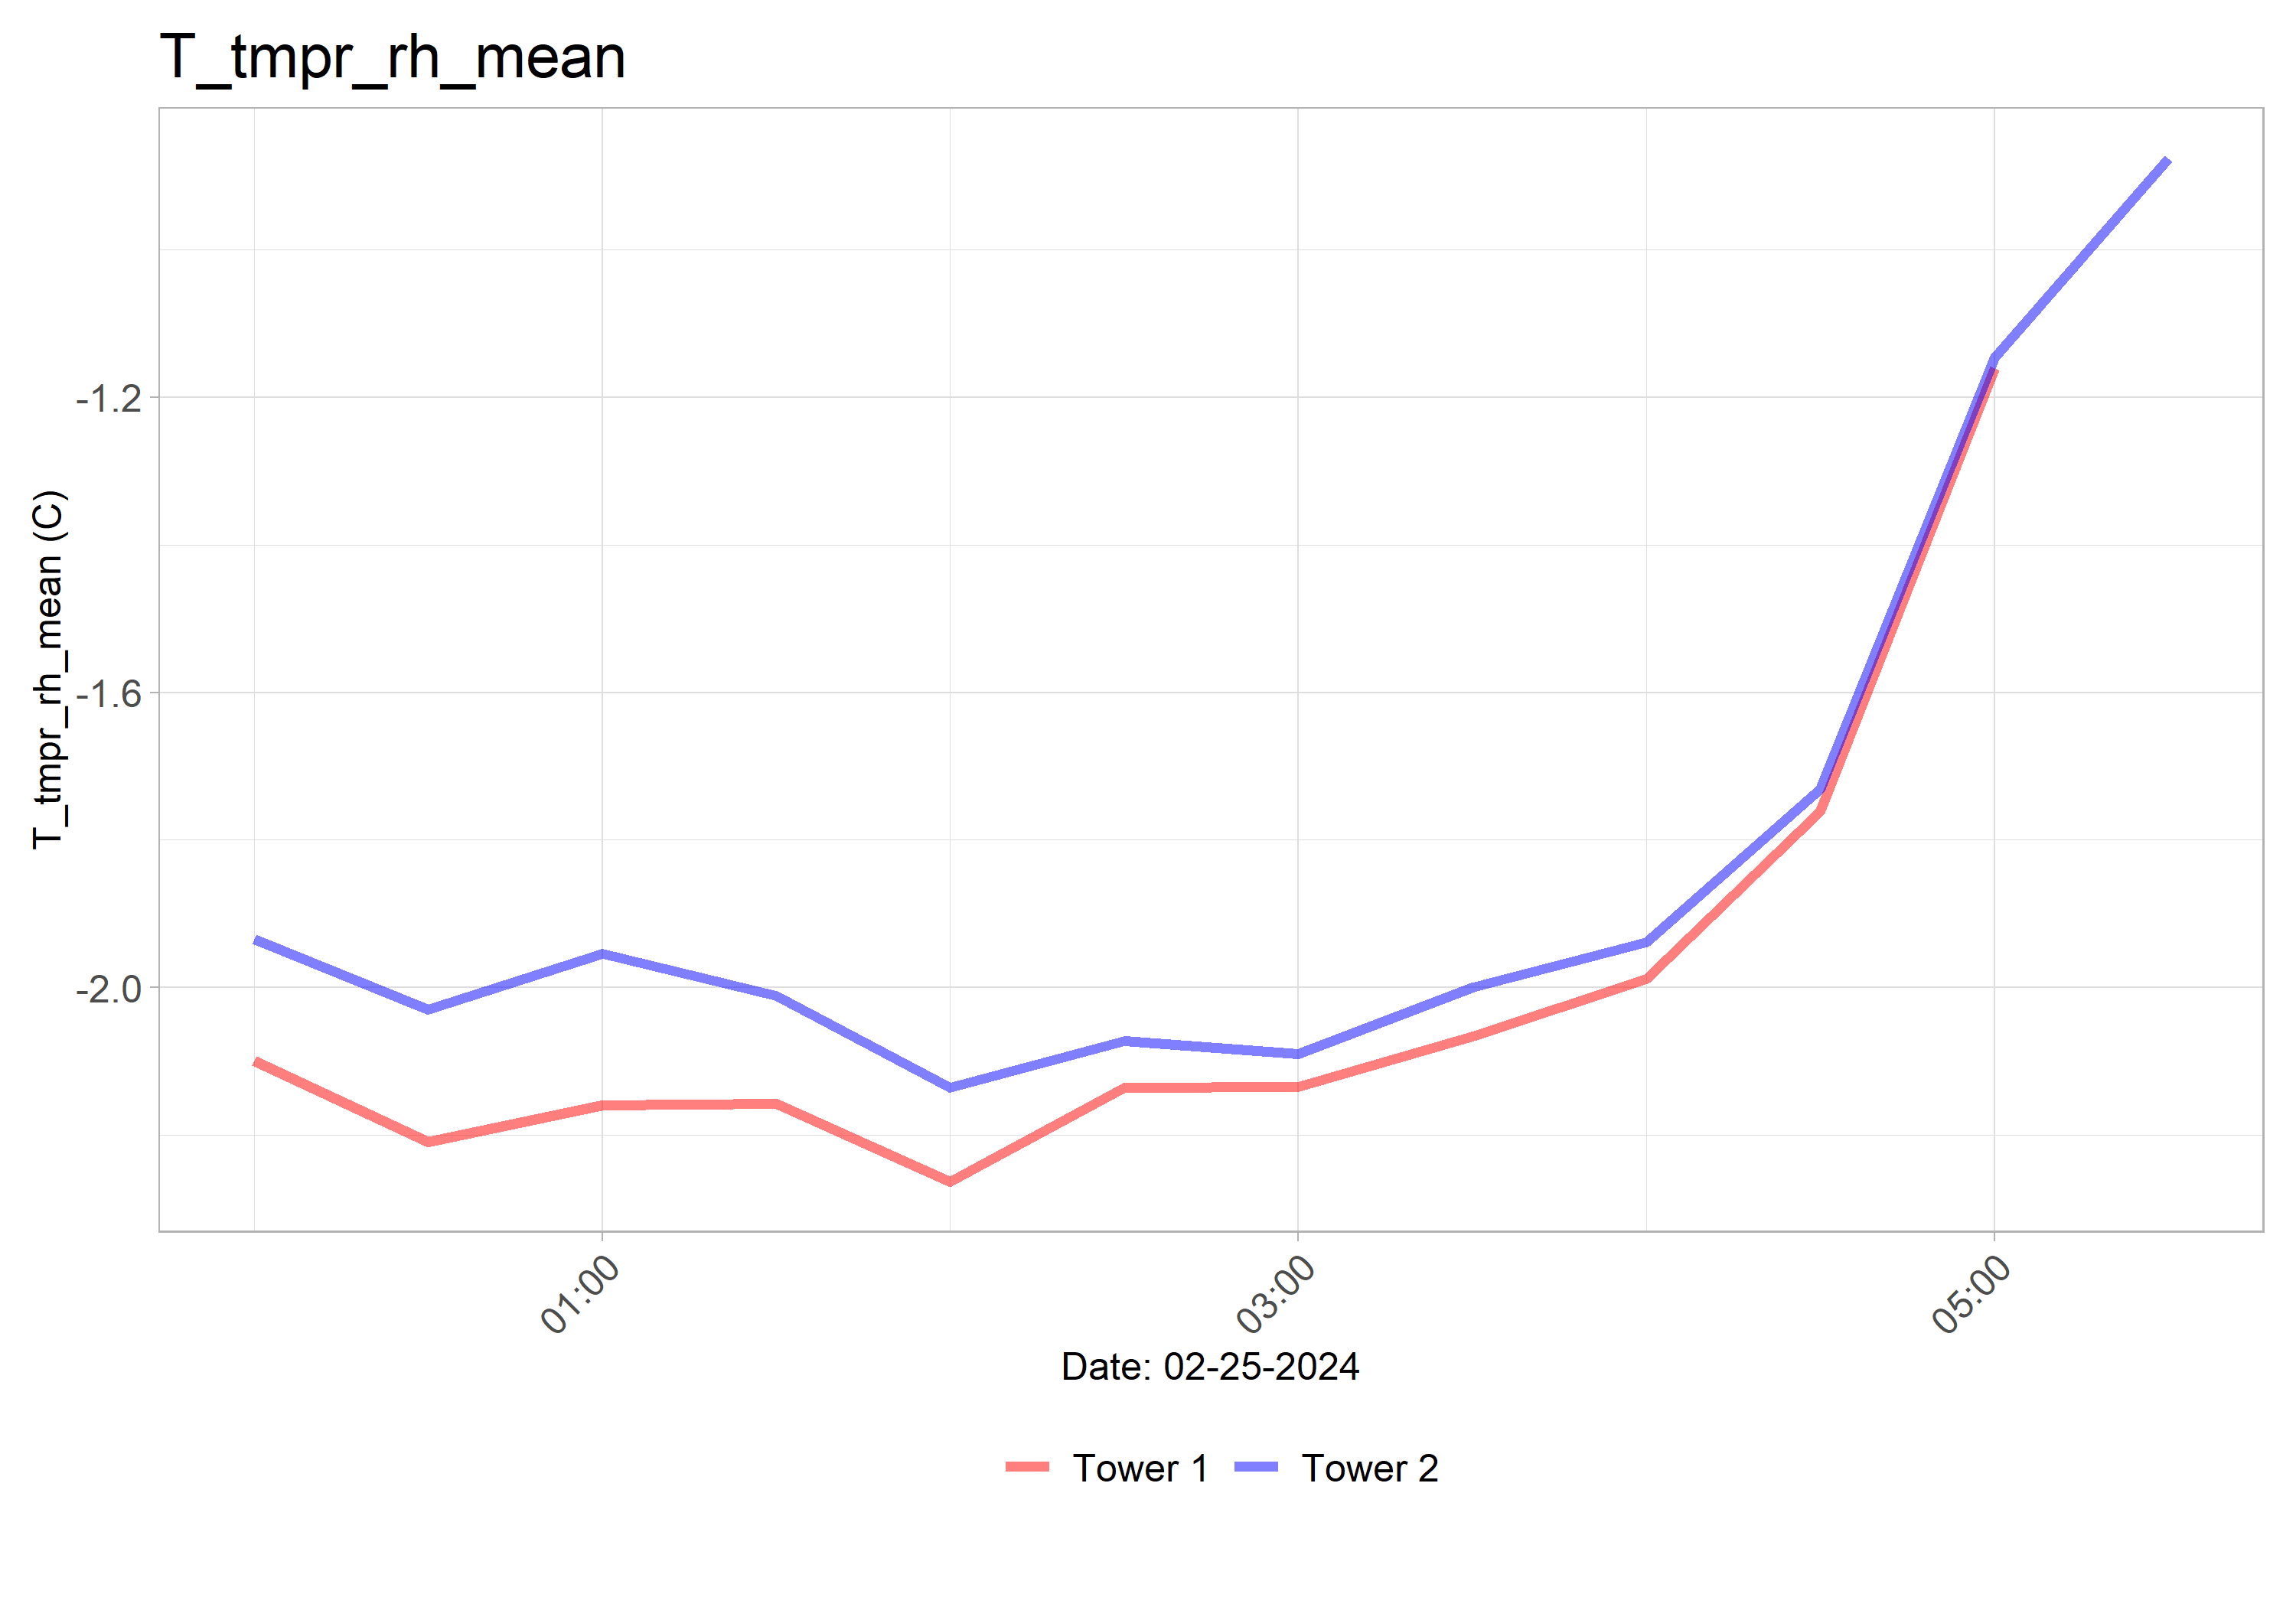 T_tmpr_rh_mean
T_tmpr_rh_mean (C)
-1.2
-1.6
-2.0
01:00
03:00
05:00
Date: 02-25-2024
Tower 1
Tower 2